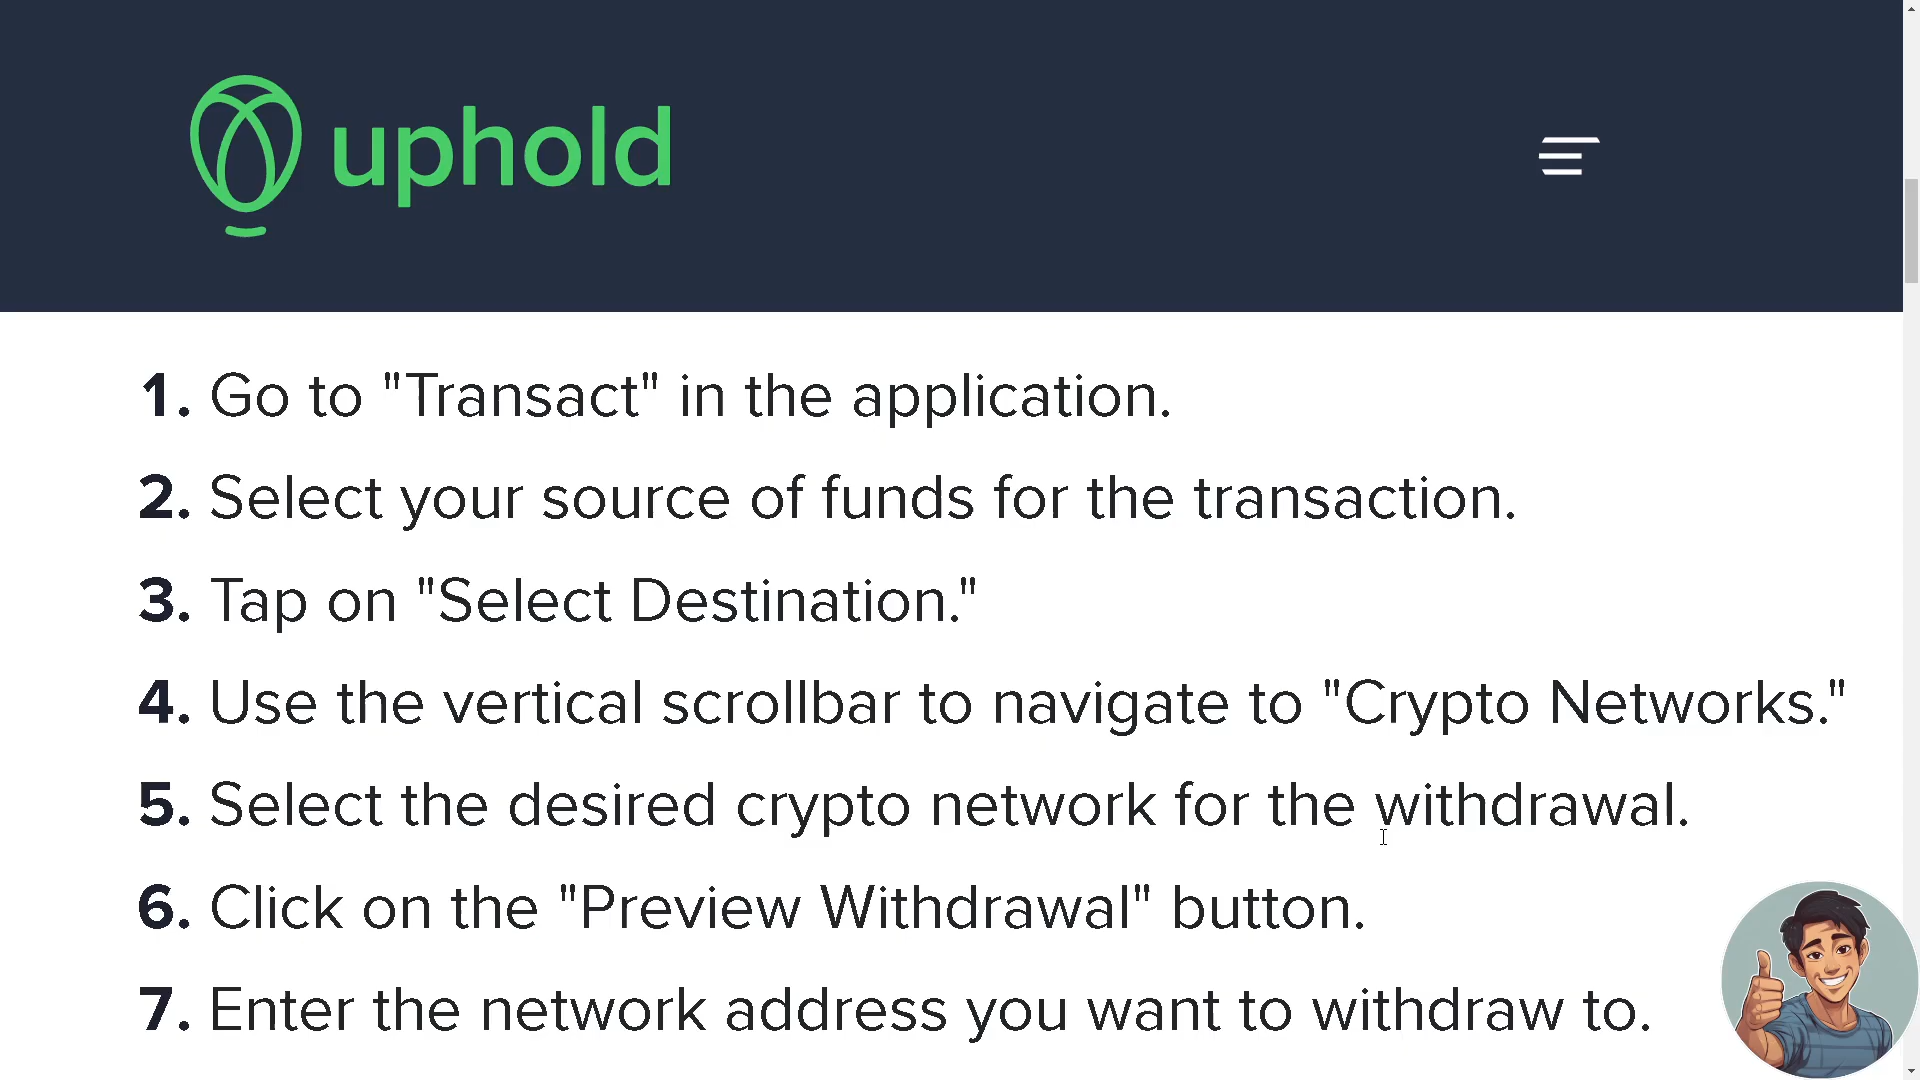 uphold
1. Go to "Transact" in the application.
2. Select your source of funds for the transaction.
3. Tap on "Select Destination."
4. Use the vertical scrollbar to navigate to "Crypto Networks."
5. Select the desired crypto network for the withdrawal.
6. Click on the "Preview Withdrawal" button.
7. Enter the network address you want to withdraw to.